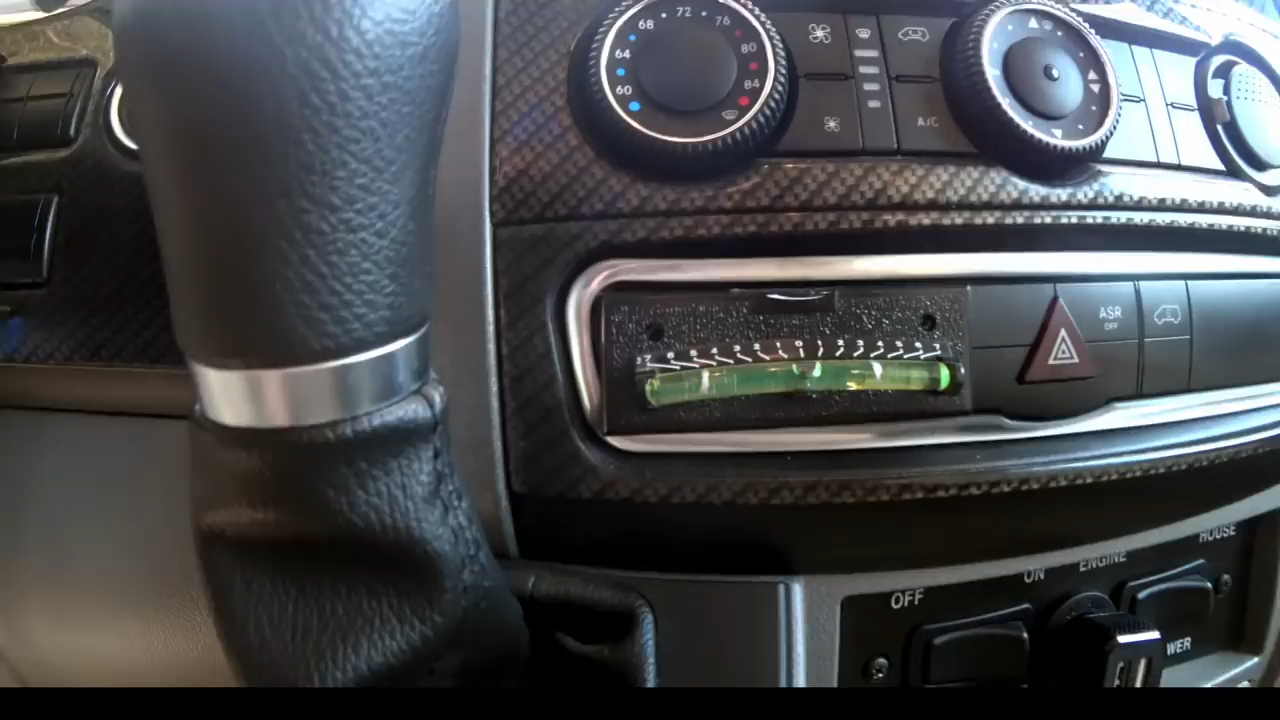 72
68 76
64 80
60 84
A/C
7 6 5 4 3 2 1 0 1 2 3 4 5 6 7
ASR
OFF
HOUSE
ENGINE
ON
OFF
WER